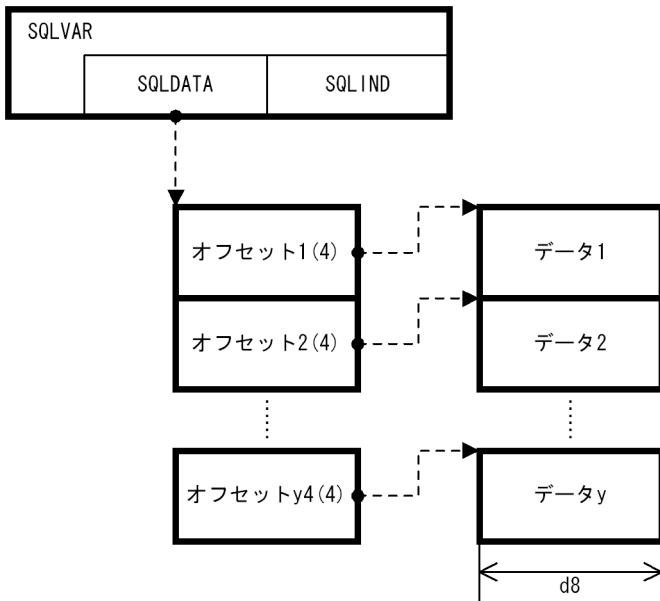 SQLVAR
SQLDATA
SQLIND
オフセット1(4)
データ1
オフセット2(4)
データ2
オフセットy4(4)
データy
d8